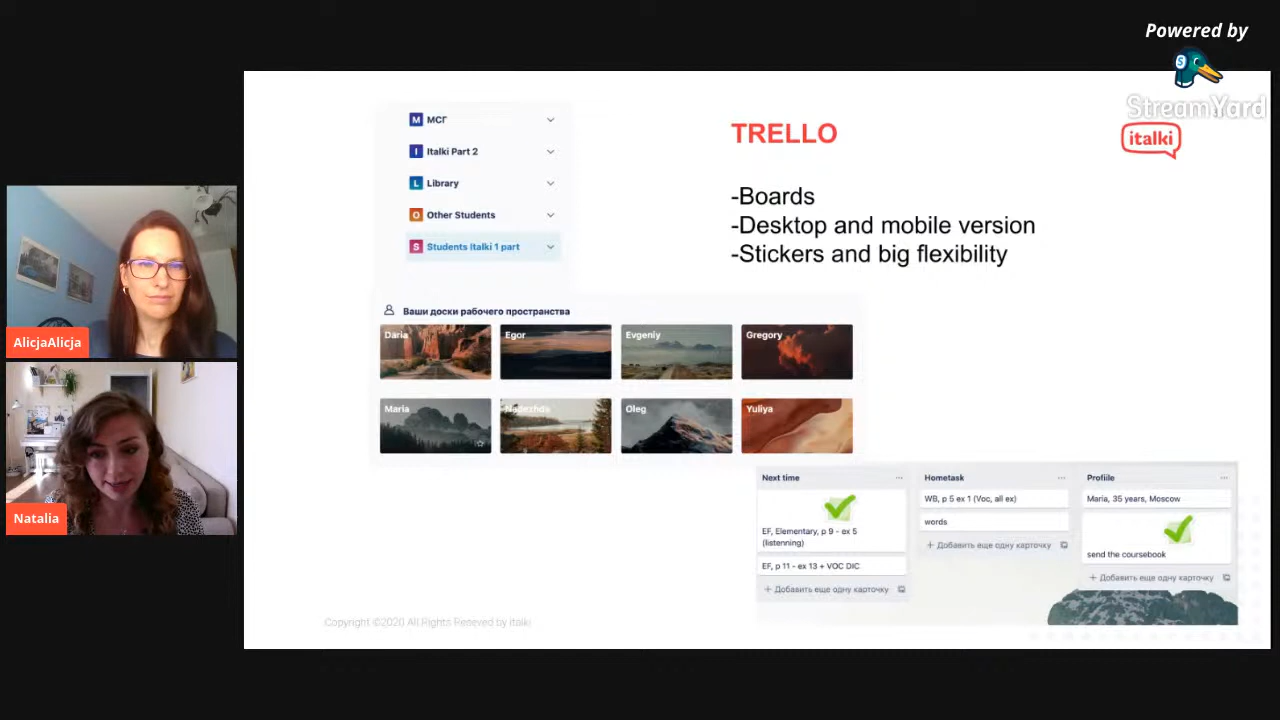 Powered by
StreamYard
italki
М МСГ
I Italki Part 2
L Library
O Other Students
S Students Italki 1 part
TRELLO
-Boards
-Desktop and mobile version
-Stickers and big flexibility
Ваши доски рабочего пространства
Daria
Egor
Evgeniy
Gregory
Maria
Nadezhda
Oleg
Yuliya
AlicjaAlicja
Natalia
Next time
EF, Elementary, p 9 - ex 5
(listenning)
EF, p 11 - ex 13 + VOC DIC
+ Добавить еще одну карточку
Hometask
WB, p 5 ex 1 (Voc, all ex)
words
+ Добавить еще одну карточку
Profiile
Maria, 35 years, Moscow
send the coursebook
+ Добавить еще одну карточку
Copyright ©2020 All Rights Reneved by italki